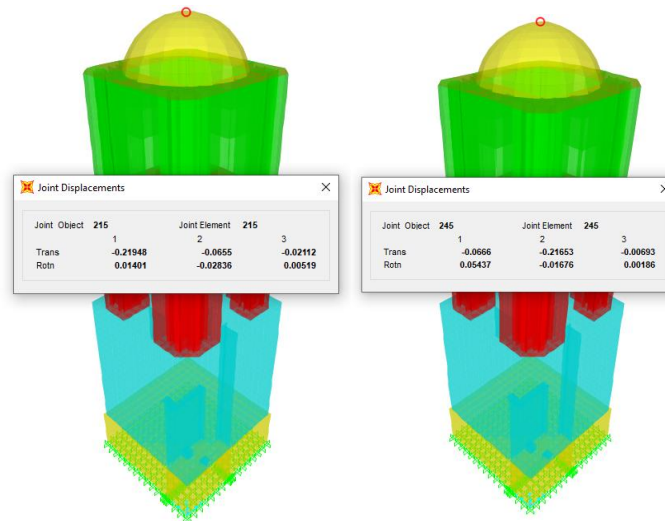 Joint Displacements
Joint Object 215 Joint Element 215
1 2 3
Trans -0.21948 -0.0655 -0.02112
Rotn 0.01401 -0.02836 0.00519
Joint Displacements
Joint Object 245 Joint Element 245
1 2 3
Trans -0.0666 -0.21653 -0.00693
Rotn 0.05437 -0.01676 0.00186